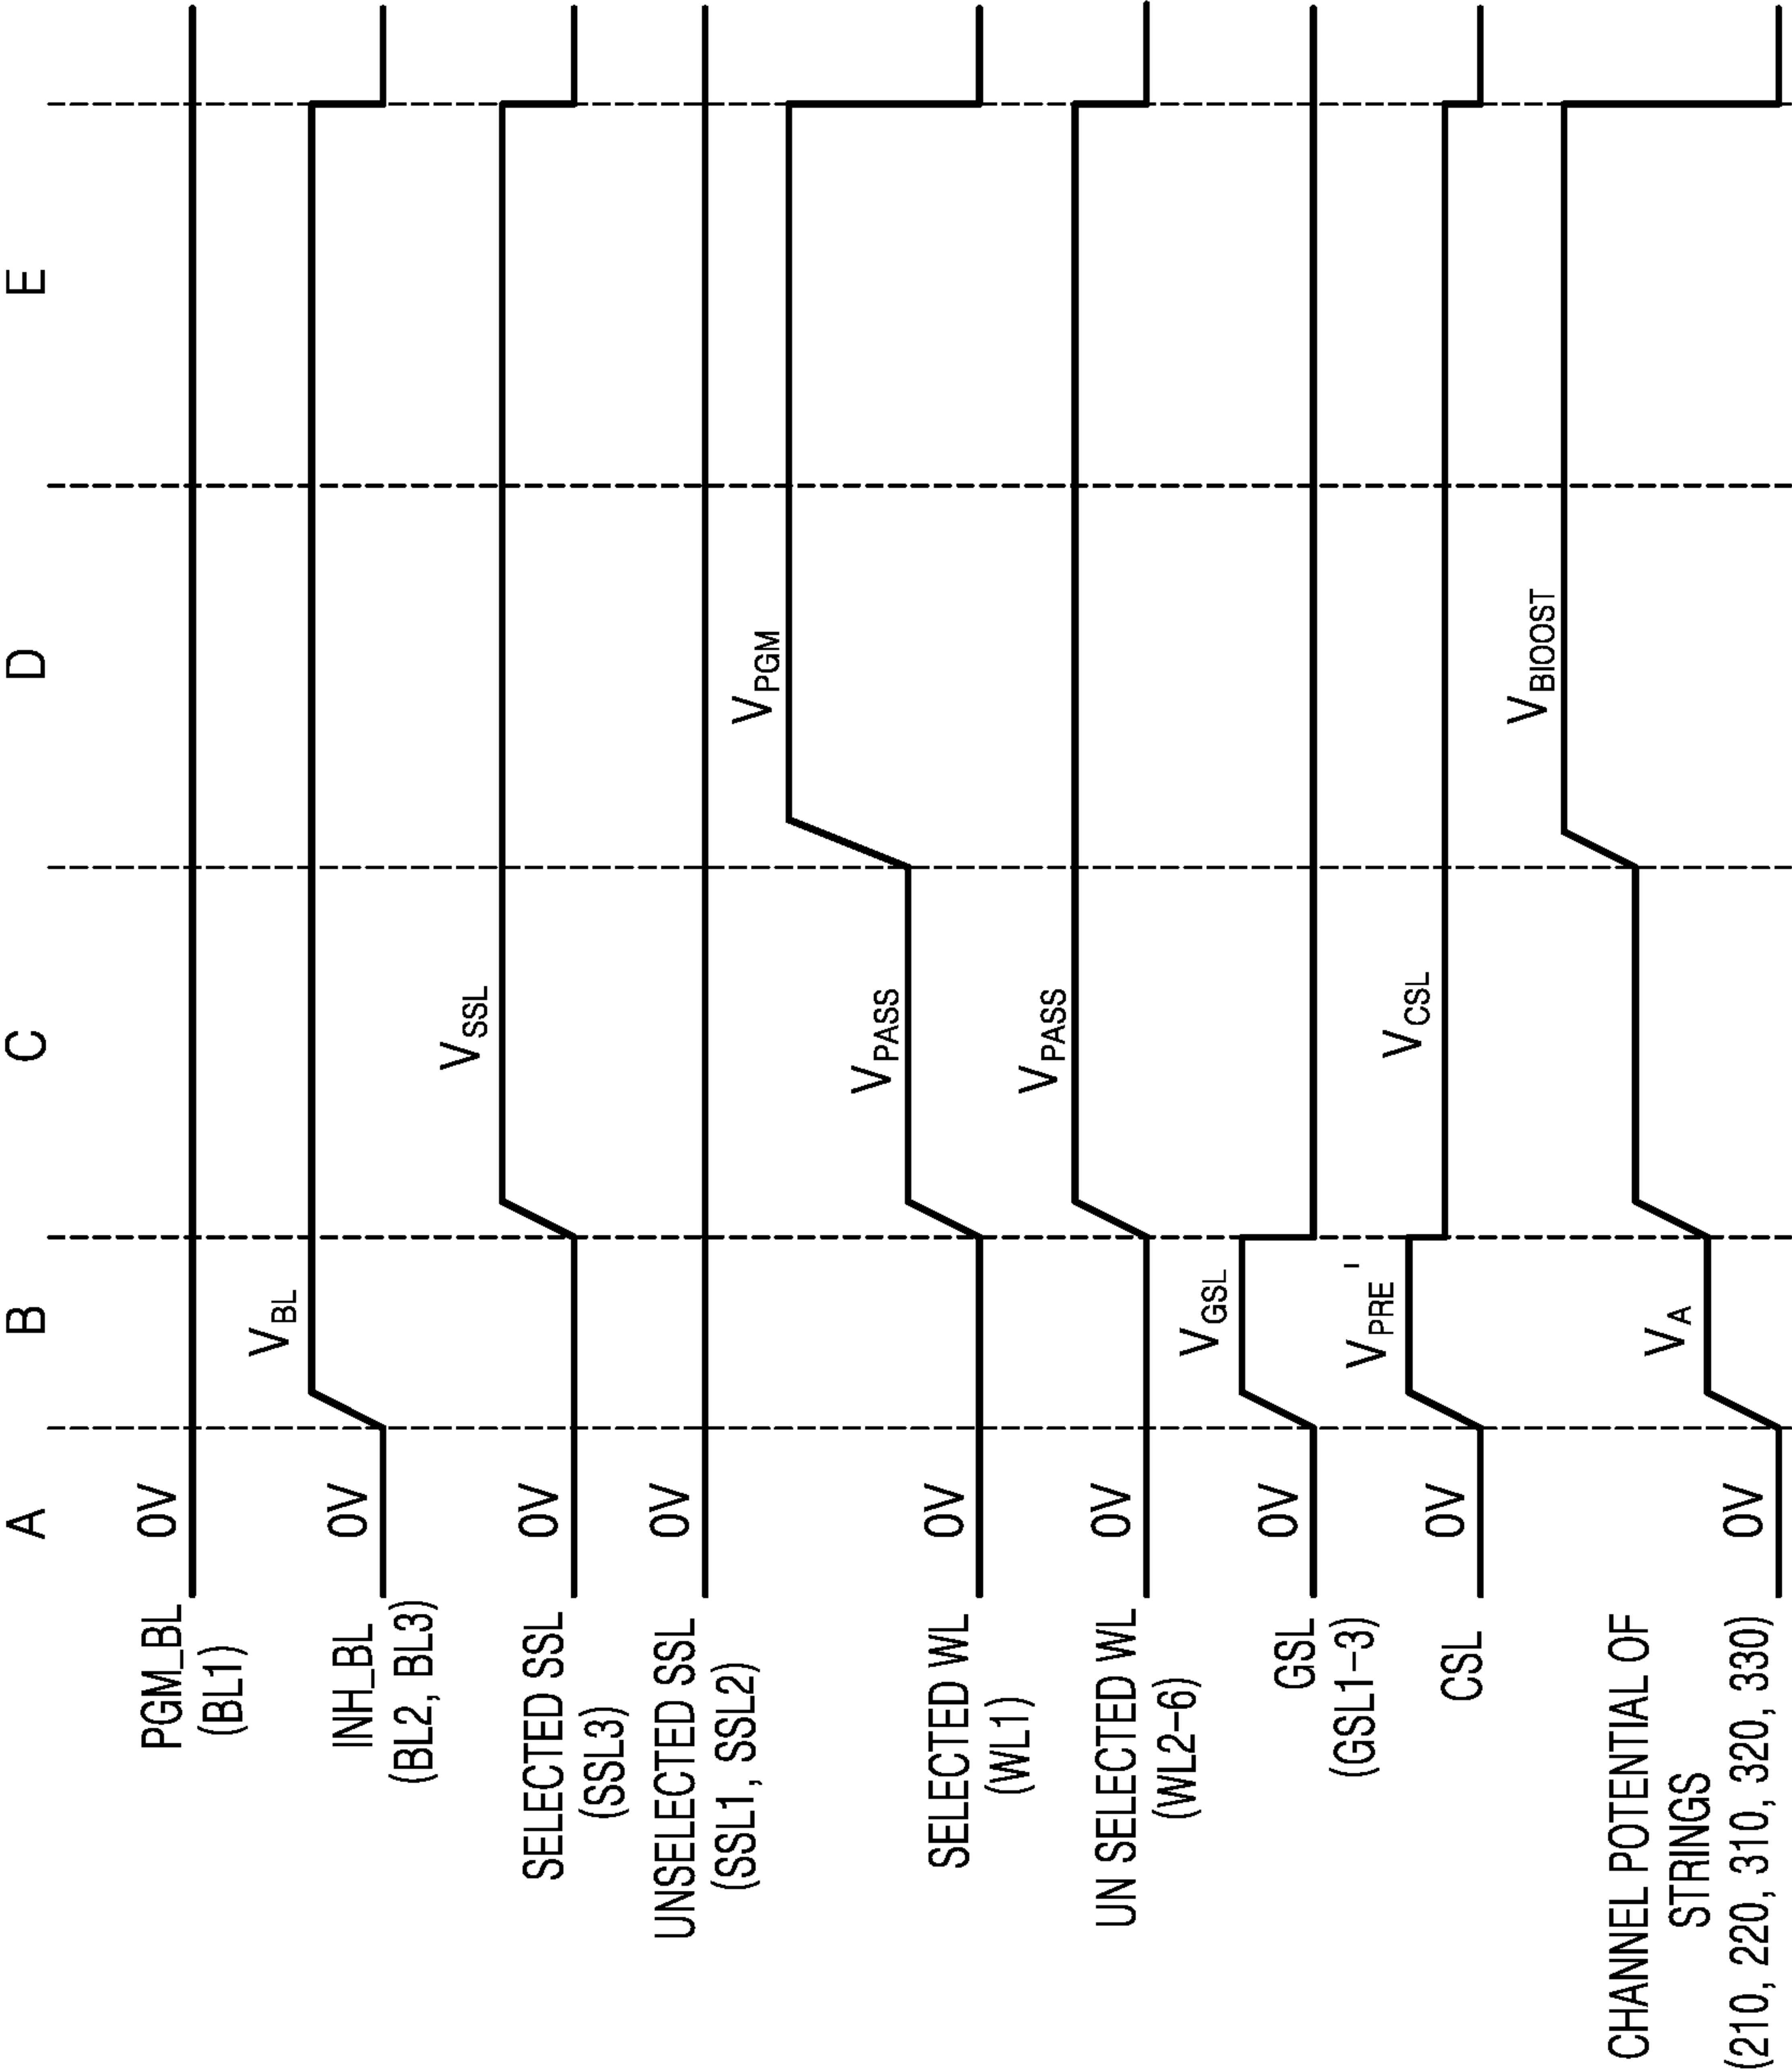 A B C D E
PGM_BL
(BL1)
0V
INH_BL
(BL2, BL3)
0V
VBL
SELECTED SSL
(SSL3)
0V
VSSL
UNSELECTED SSL
(SSL1, SSL2)
0V
SELECTED WL
(WL1)
0V
VPASS
VPGM
UN SELECTED WL
(WL2-6)
0V
VPASS
GSL
(GSL1-3)
0V
VGSL
CSL
0V
VPRE'
VCSL
CHANNEL POTENTIAL OF
STRINGS
(210, 220, 310, 320, 330)
0V
VA
VBIOOST